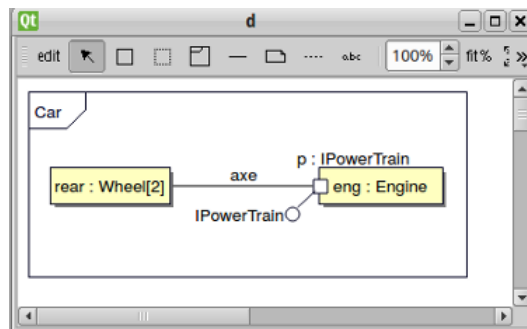 Qt d
edit abc 100% fit%
Car
p : IPowerTrain
rear : Wheel[2] axe eng : Engine
IPowerTrain